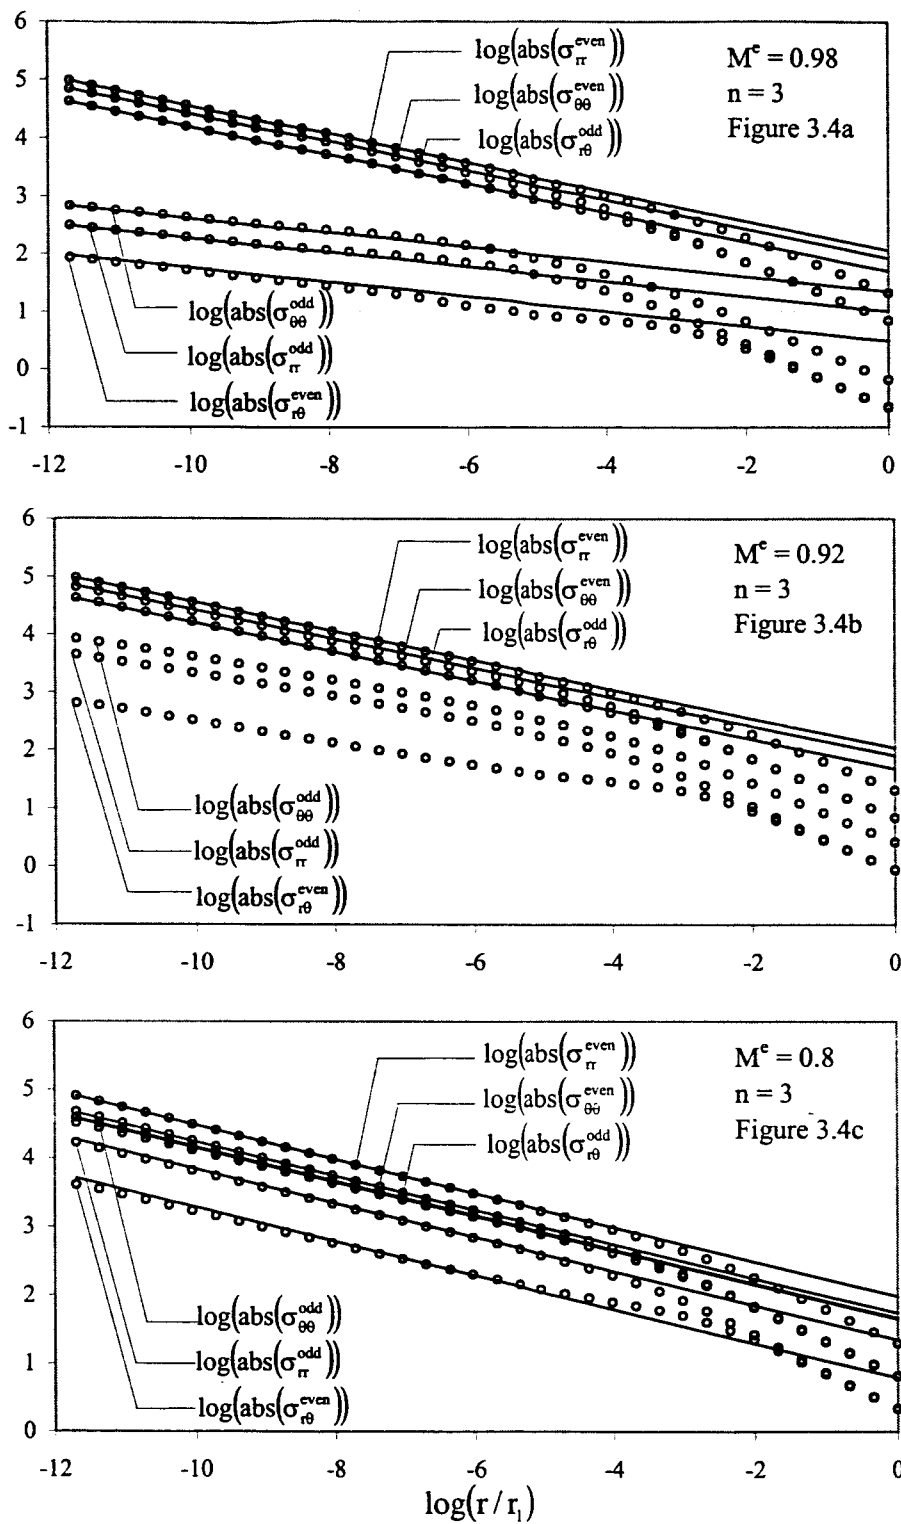 6
5
4
3
2
1
0
-1
-12
-10
-8
-6
-4
-2
0
log(abs(σ_rr^even))
log(abs(σ_θθ^even))
log(abs(σ_rθ^odd))
M^e = 0.98
n = 3
Figure 3.4a
log(abs(σ_θθ^odd))
log(abs(σ_rr^odd))
log(abs(σ_rθ^even))
6
5
4
3
2
1
0
-1
-12
-10
-8
-6
-4
-2
0
log(abs(σ_rr^even))
log(abs(σ_θθ^even))
log(abs(σ_rθ^odd))
M^e = 0.92
n = 3
Figure 3.4b
log(abs(σ_θθ^odd))
log(abs(σ_rr^odd))
log(abs(σ_rθ^even))
6
5
4
3
2
1
0
-12
-10
-8
-6
-4
-2
0
log(abs(σ_rr^even))
log(abs(σ_θθ^even))
log(abs(σ_rθ^odd))
M^e = 0.8
n = 3
Figure 3.4c
log(abs(σ_θθ^odd))
log(abs(σ_rr^odd))
log(abs(σ_rθ^even))
log(r / r_1)